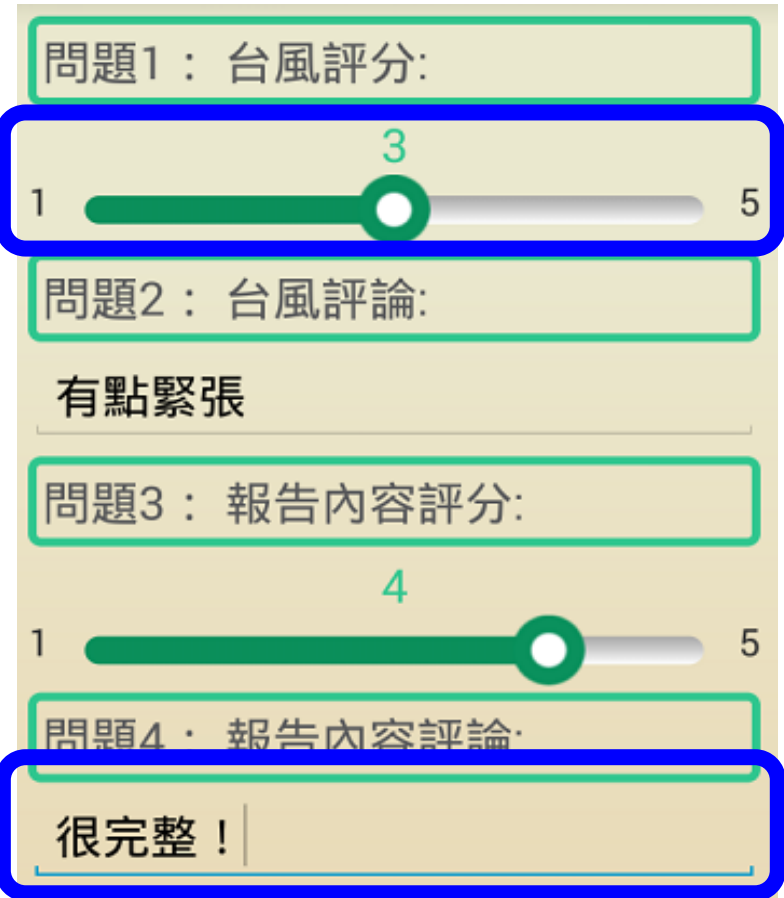 問題1： 台風評分:
3
1 5
問題2： 台風評論:
有點緊張
問題3： 報告內容評分:
4
1 5
問題4： 報告內容評論:
很完整！